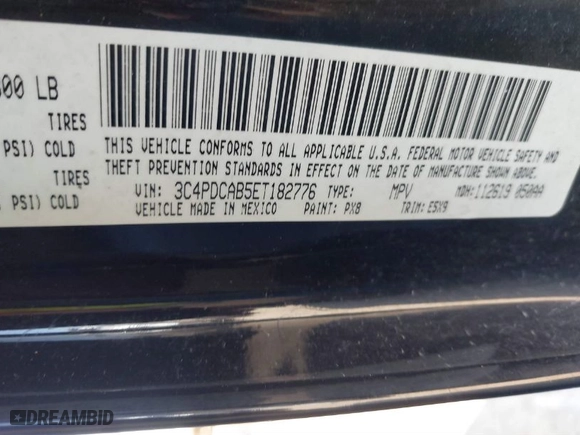 300 LB
TIRES
PSI) COLD
TIRES
PSI) COLD
THIS VEHICLE CONFORMS TO ALL APPLICABLE U.S.A. FEDERAL MOTOR VEHICLE SAFETY AND
THEFT PREVENTION STANDARDS IN EFFECT ON THE DATE OF MANUFACTURE SHOWN ABOVE.
VIN: 3C4PDCAB5ET182776 TYPE: MPV MDH:112619 050AA
VEHICLE MADE IN MEXICO PAINT: PX8 TRIM: E5X9
DREAMBID